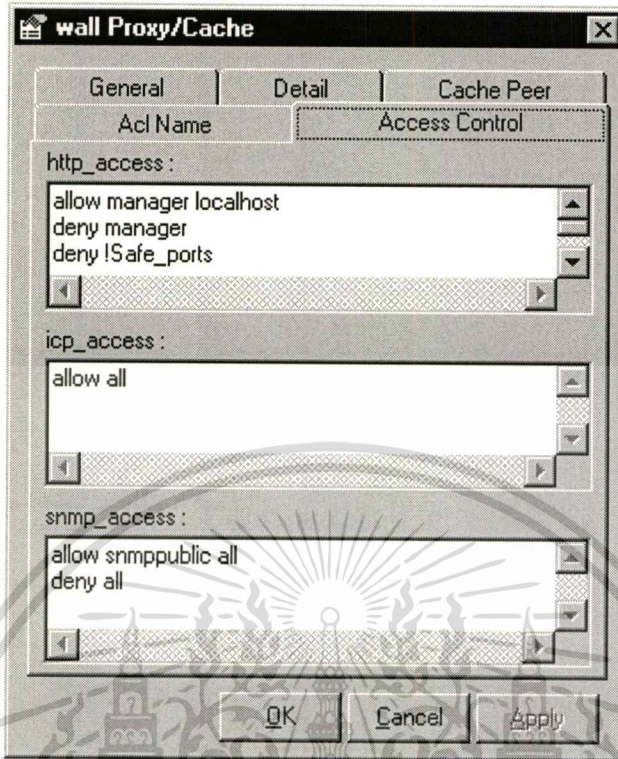 wall Proxy/Cache
General Detail Cache Peer
Acl Name Access Control
http_access :
allow manager localhost
deny manager
deny !Safe_ports
icp_access :
allow all
snmp_access :
allow snmppublic all
deny all
OK Cancel Apply